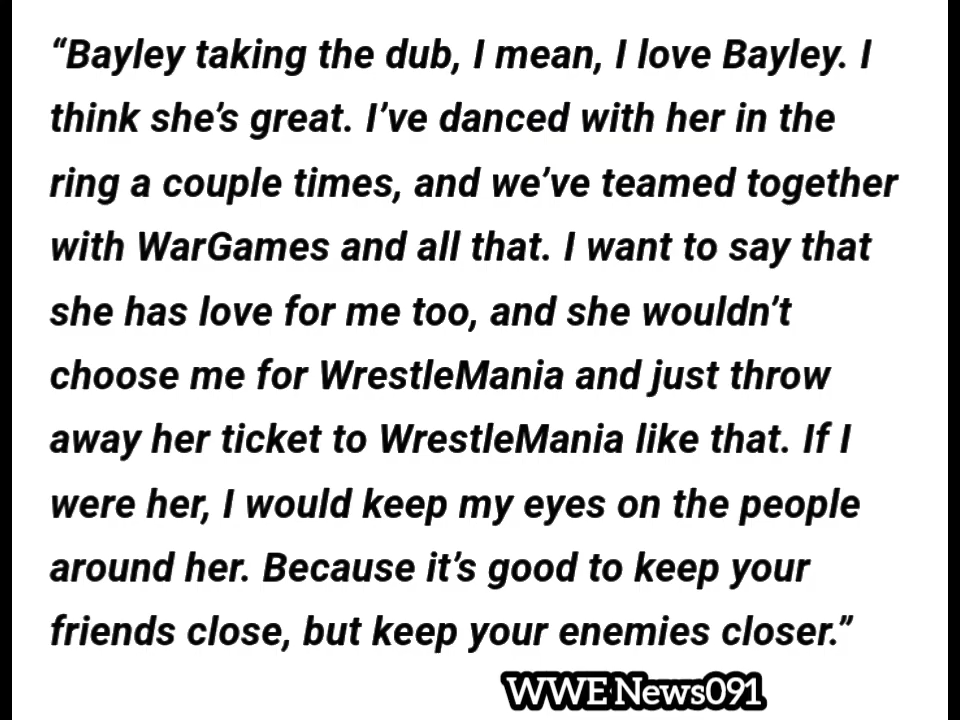 “Bayley taking the dub, I mean, I love Bayley. I
think she’s great. I’ve danced with her in the
ring a couple times, and we’ve teamed together
with WarGames and all that. I want to say that
she has love for me too, and she wouldn’t
choose me for WrestleMania and just throw
away her ticket to WrestleMania like that. If I
were her, I would keep my eyes on the people
around her. Because it’s good to keep your
friends close, but keep your enemies closer.”
WWE News091